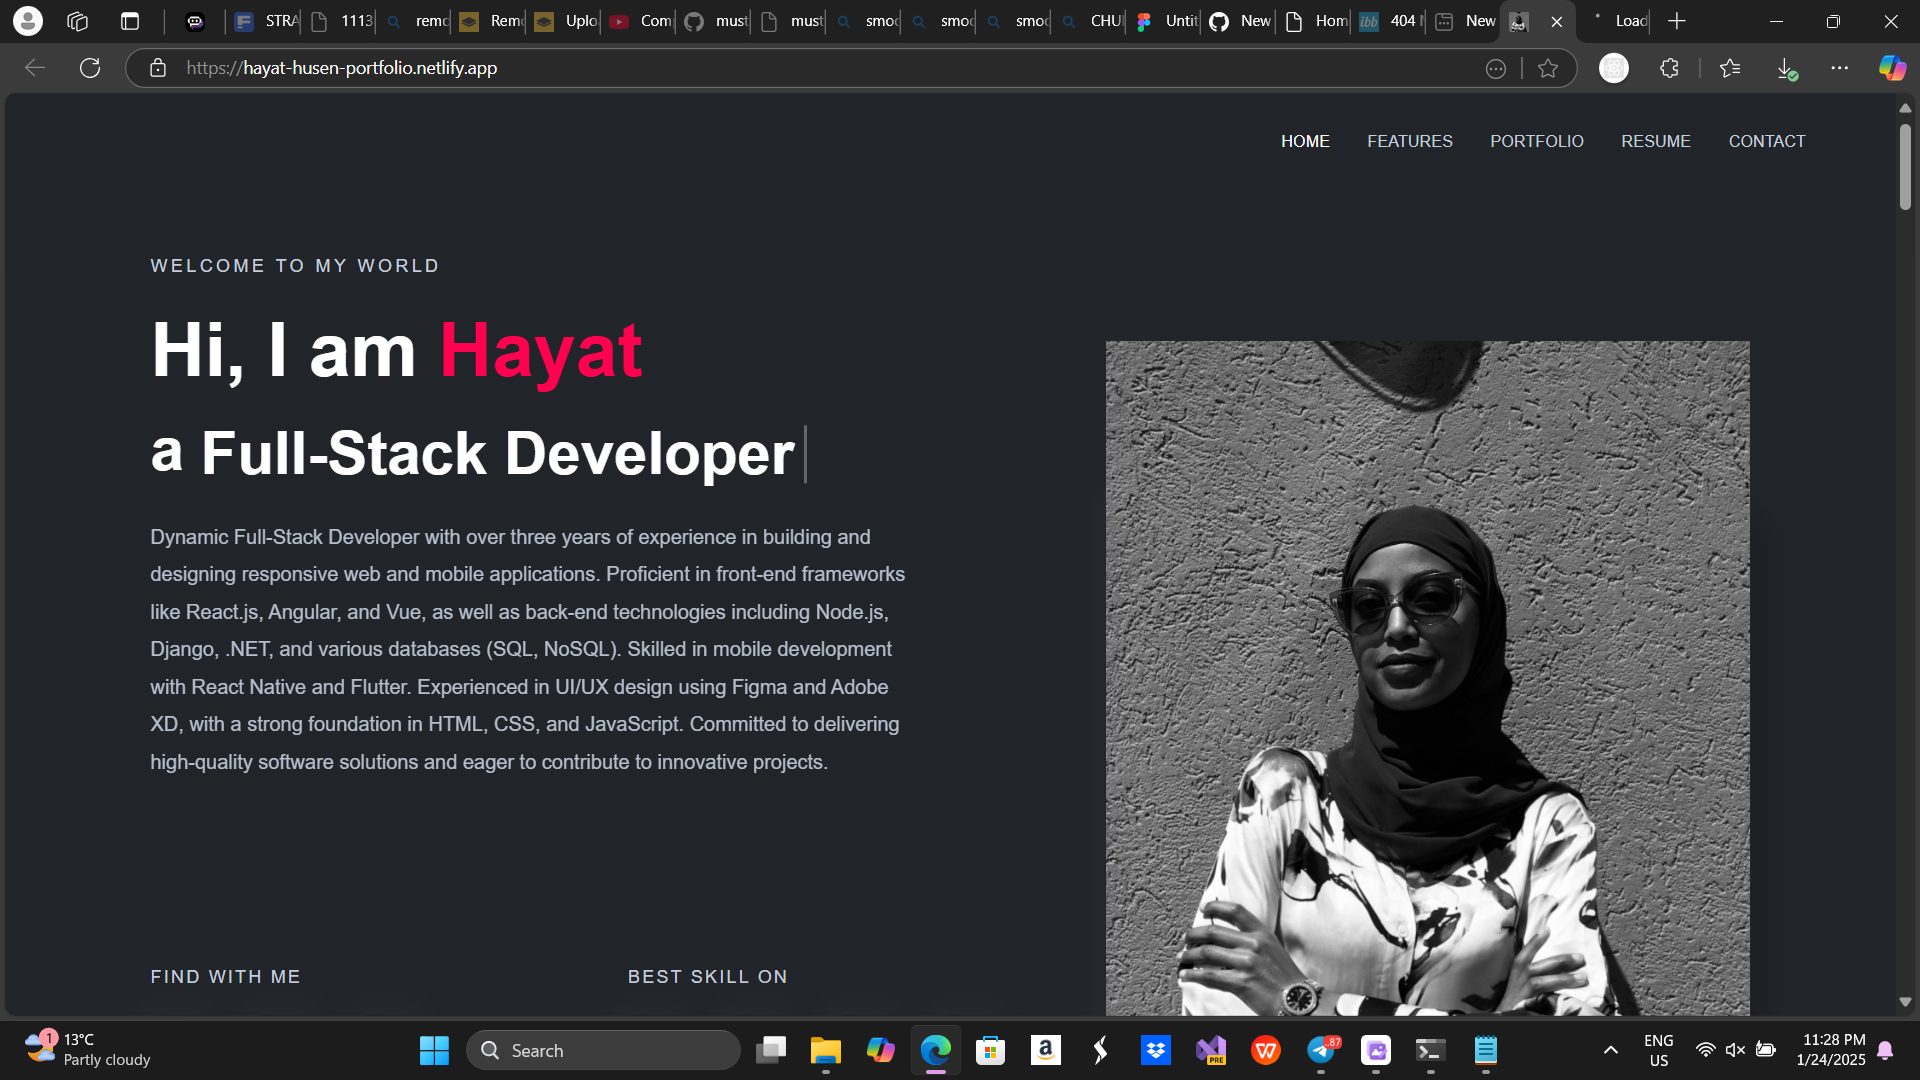 STRA
1113
remo
Remo
Uplo
Com
must
must
smoo
smoo
smoo
CHU
Untit
New
Hom
ibb
404
New
Load
https://hayat-husen-portfolio.netlify.app
HOME
FEATURES
PORTFOLIO
RESUME
CONTACT
WELCOME TO MY WORLD
Hi, I am Hayat
a Full-Stack Developer
Dynamic Full-Stack Developer with over three years of experience in building and
designing responsive web and mobile applications. Proficient in front-end frameworks
like React.js, Angular, and Vue, as well as back-end technologies including Node.js,
Django, .NET, and various databases (SQL, NoSQL). Skilled in mobile development
with React Native and Flutter. Experienced in UI/UX design using Figma and Adobe
XD, with a strong foundation in HTML, CSS, and JavaScript. Committed to delivering
high-quality software solutions and eager to contribute to innovative projects.
FIND WITH ME
BEST SKILL ON
1
13°C
Partly cloudy
Search
PRE
87
ENG
US
11:28 PM
1/24/2025